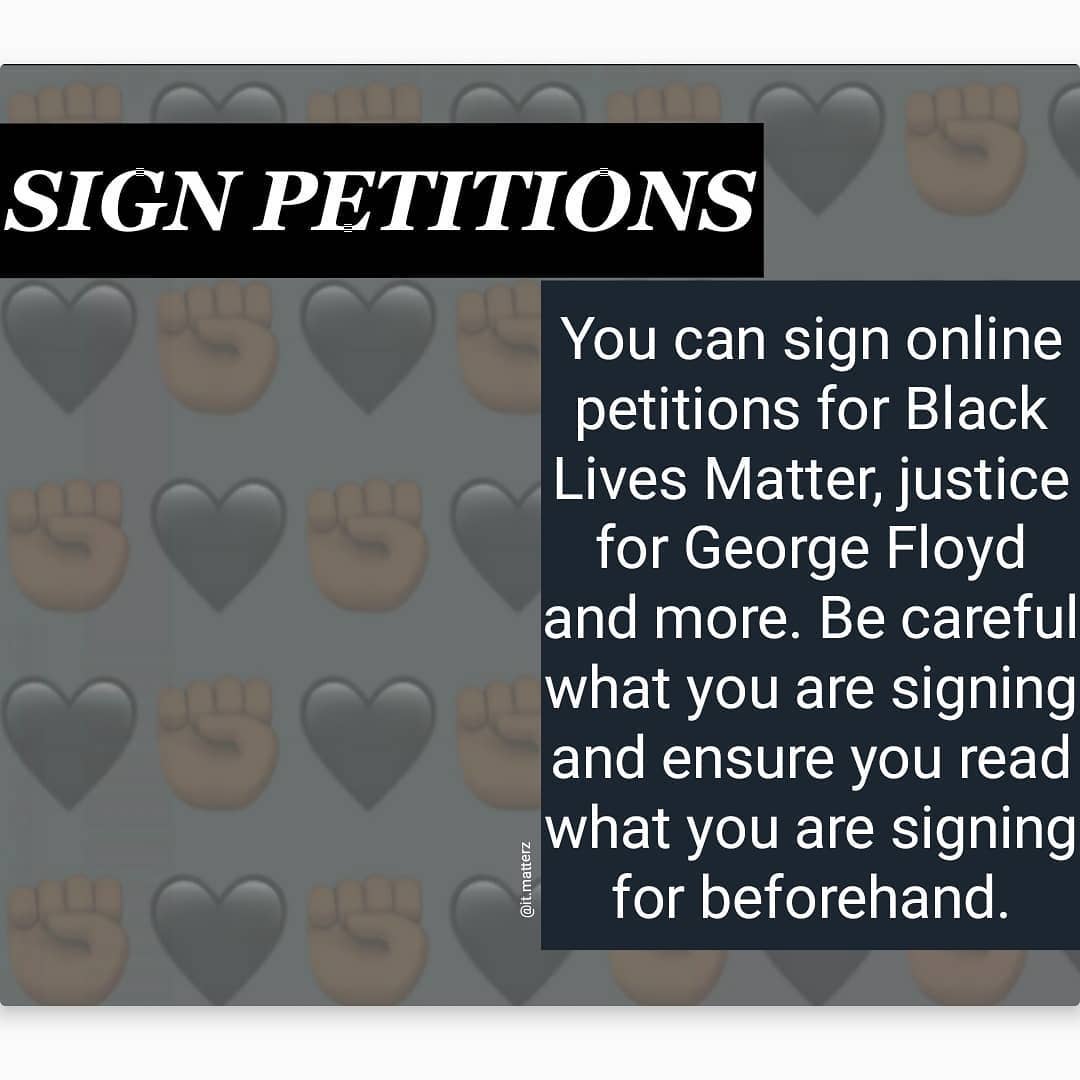 SIGN PETITIONS
You can sign online
petitions for Black
Lives Matter, justice
for George Floyd
and more. Be careful
what you are signing
and ensure you read
what you are signing
for beforehand.
@it.matterz